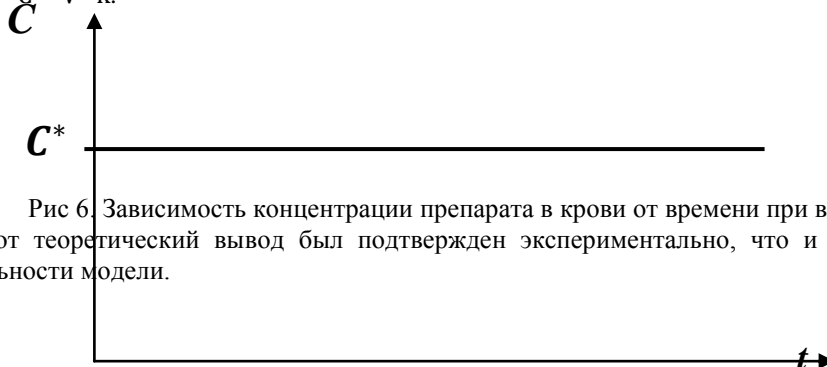 C
C*
Рис 6. Зависимость концентрации препарата в крови от времени при в
от теоретический вывод был подтвержден экспериментально, что и
ьности модели.
t